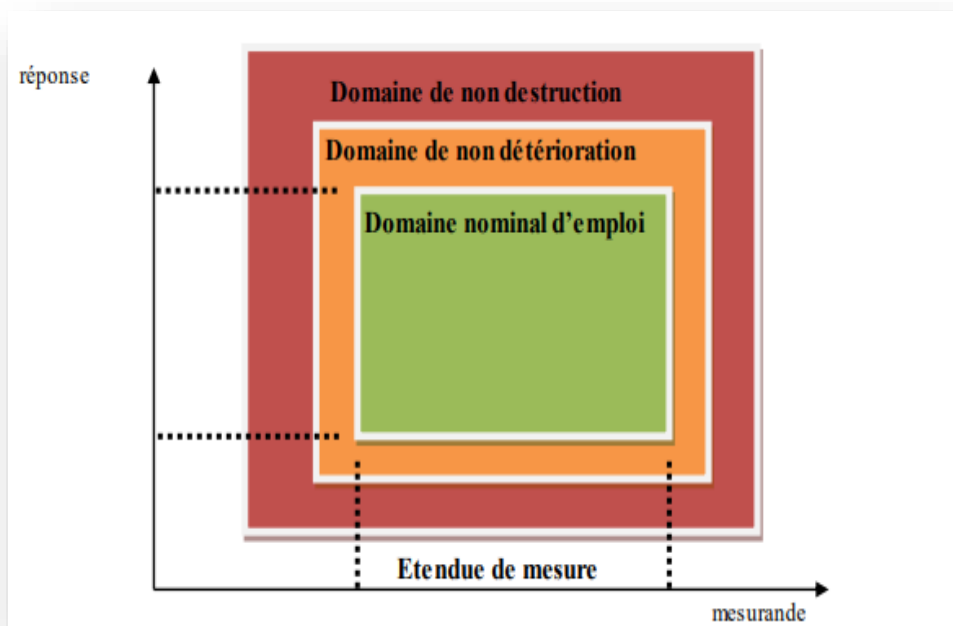 réponse
Domaine de non destruction
Domaine de non détérioration
Domaine nominal d'emploi
Etendue de mesure
mesurande